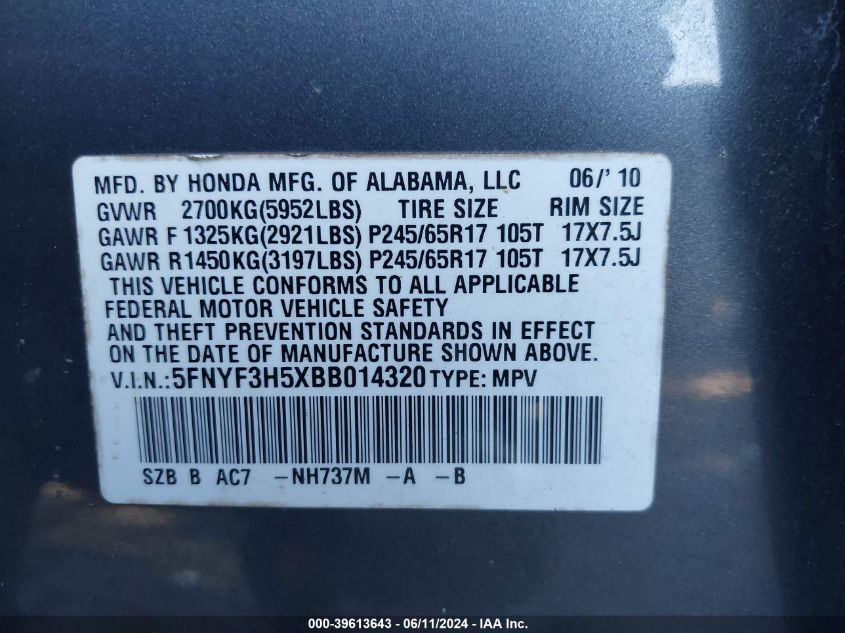 MFD. BY HONDA MFG. OF ALABAMA, LLC 06/' 10
GVWR 2700KG(5952LBS) TIRE SIZE RIM SIZE
GAWR F 1325KG(2921LBS) P245/65R17 105T 17X7.5J
GAWR R1450KG(3197LBS) P245/65R17 105T 17X7.5J
THIS VEHICLE CONFORMS TO ALL APPLICABLE
FEDERAL MOTOR VEHICLE SAFETY
AND THEFT PREVENTION STANDARDS IN EFFECT
ON THE DATE OF MANUFACTURE SHOWN ABOVE.
V.I.N.:5FNYF3H5XBB014320 TYPE: MPV
SZB B AC7 -NH737M -A -B
000-39613643 - 06/11/2024 - IAA Inc.